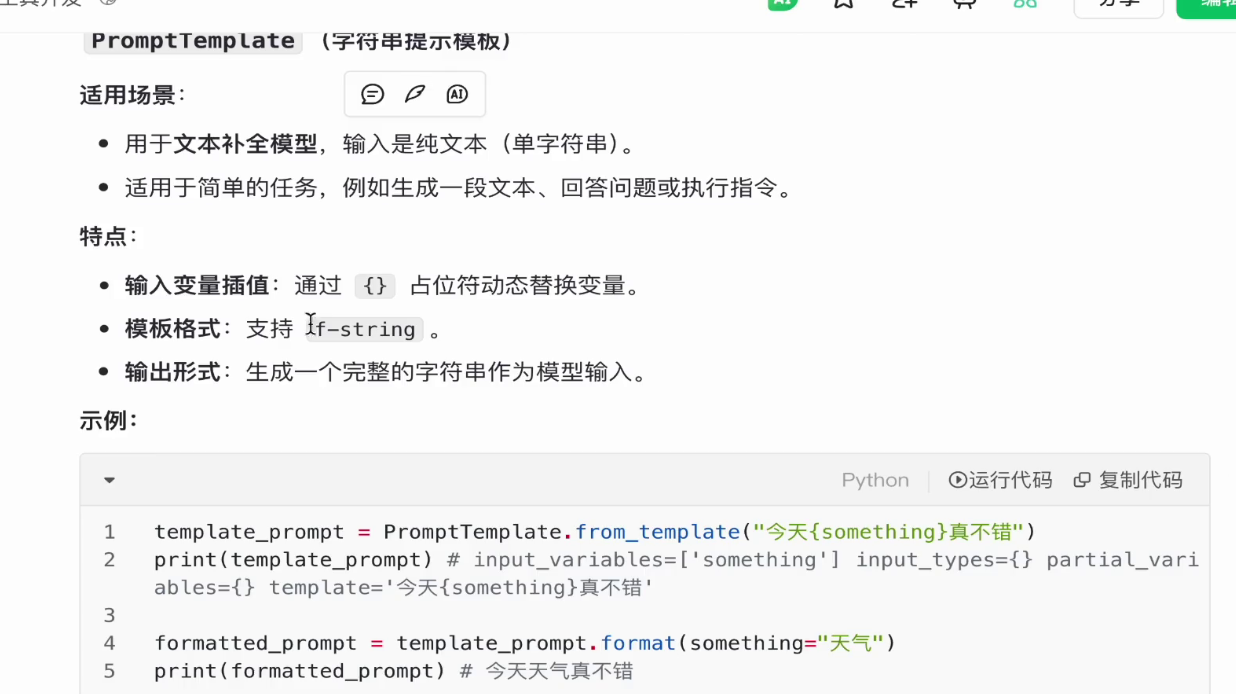 工具开发
AI
分享
编辑
PromptTemplate （字符串提示模板）
适用场景：
AI
用于文本补全模型，输入是纯文本（单字符串）。
适用于简单的任务，例如生成一段文本、回答问题或执行指令。
特点：
输入变量插值：通过 {} 占位符动态替换变量。
模板格式：支持 f-string 。
输出形式：生成一个完整的字符串作为模型输入。
示例：
Python 运行代码 复制代码
1 template_prompt = PromptTemplate.from_template("今天{something}真不错")
2 print(template_prompt) # input_variables=['something'] input_types={} partial_vari
ables={} template='今天{something}真不错'
3
4 formatted_prompt = template_prompt.format(something="天气")
5 print(formatted_prompt) # 今天天气真不错